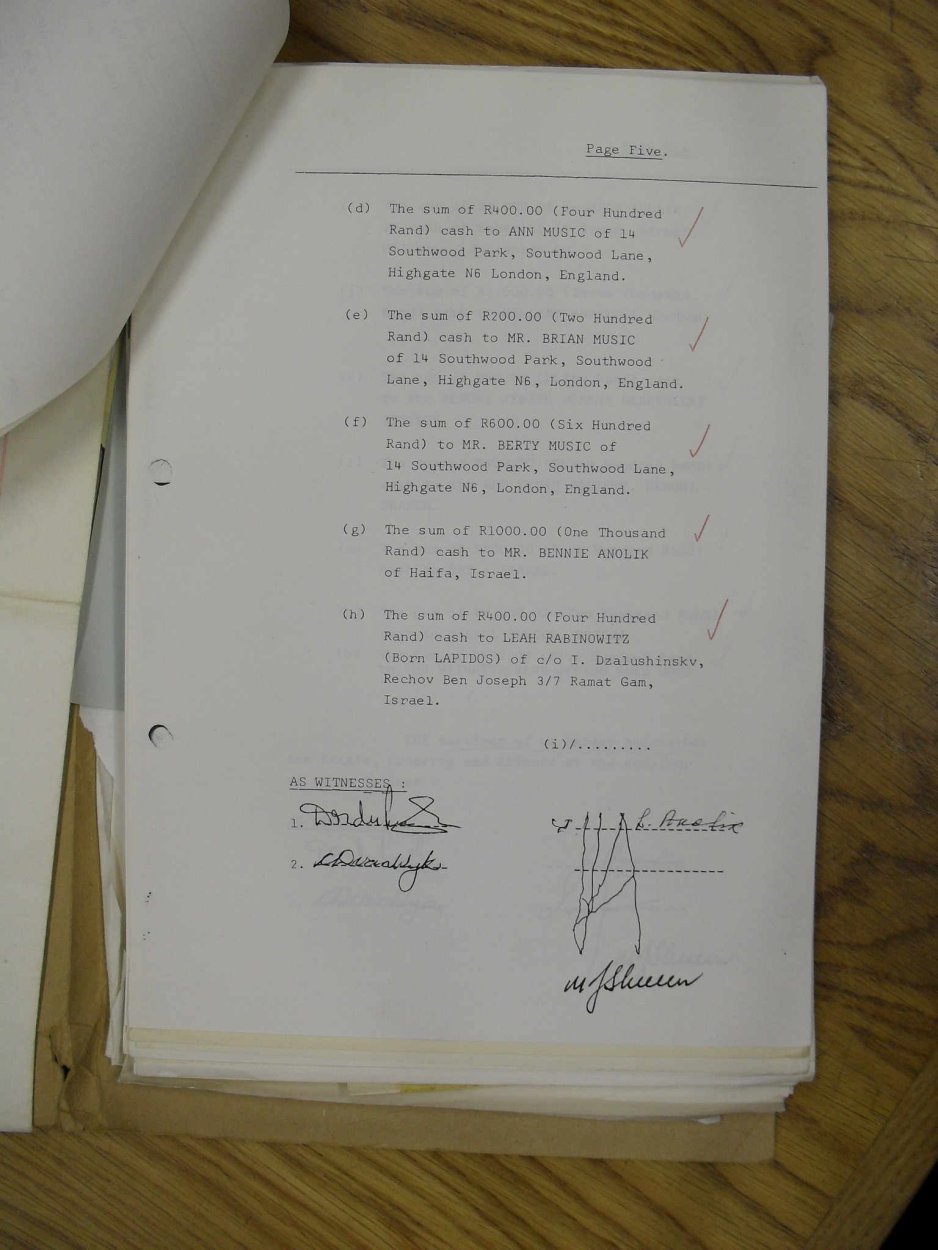 Page Five.
(d) The sum of R400.00 (Four Hundred
Rand) cash to ANN MUSIC of 14
Southwood Park, Southwood Lane,
Highgate N6 London, England.
(e) The sum of R200.00 (Two Hundred
Rand) cash to MR. BRIAN MUSIC
of 14 Southwood Park, Southwood
Lane, Highgate N6, London, England.
(f) The sum of R600.00 (Six Hundred
Rand) to MR. BERTY MUSIC of
14 Southwood Park, Southwood Lane,
Highgate N6, London, England.
(g) The sum of R1000.00 (One Thousand
Rand) cash to MR. BENNIE ANOLIK
of Haifa, Israel.
(h) The sum of R400.00 (Four Hundred
Rand) cash to LEAH RABINOWITZ
(Born LAPIDOS) of c/o I. Dzalushinskv,
Rechov Ben Joseph 3/7 Ramat Gam,
Israel.
(i)/.........
AS WITNESSES :
1.
2.